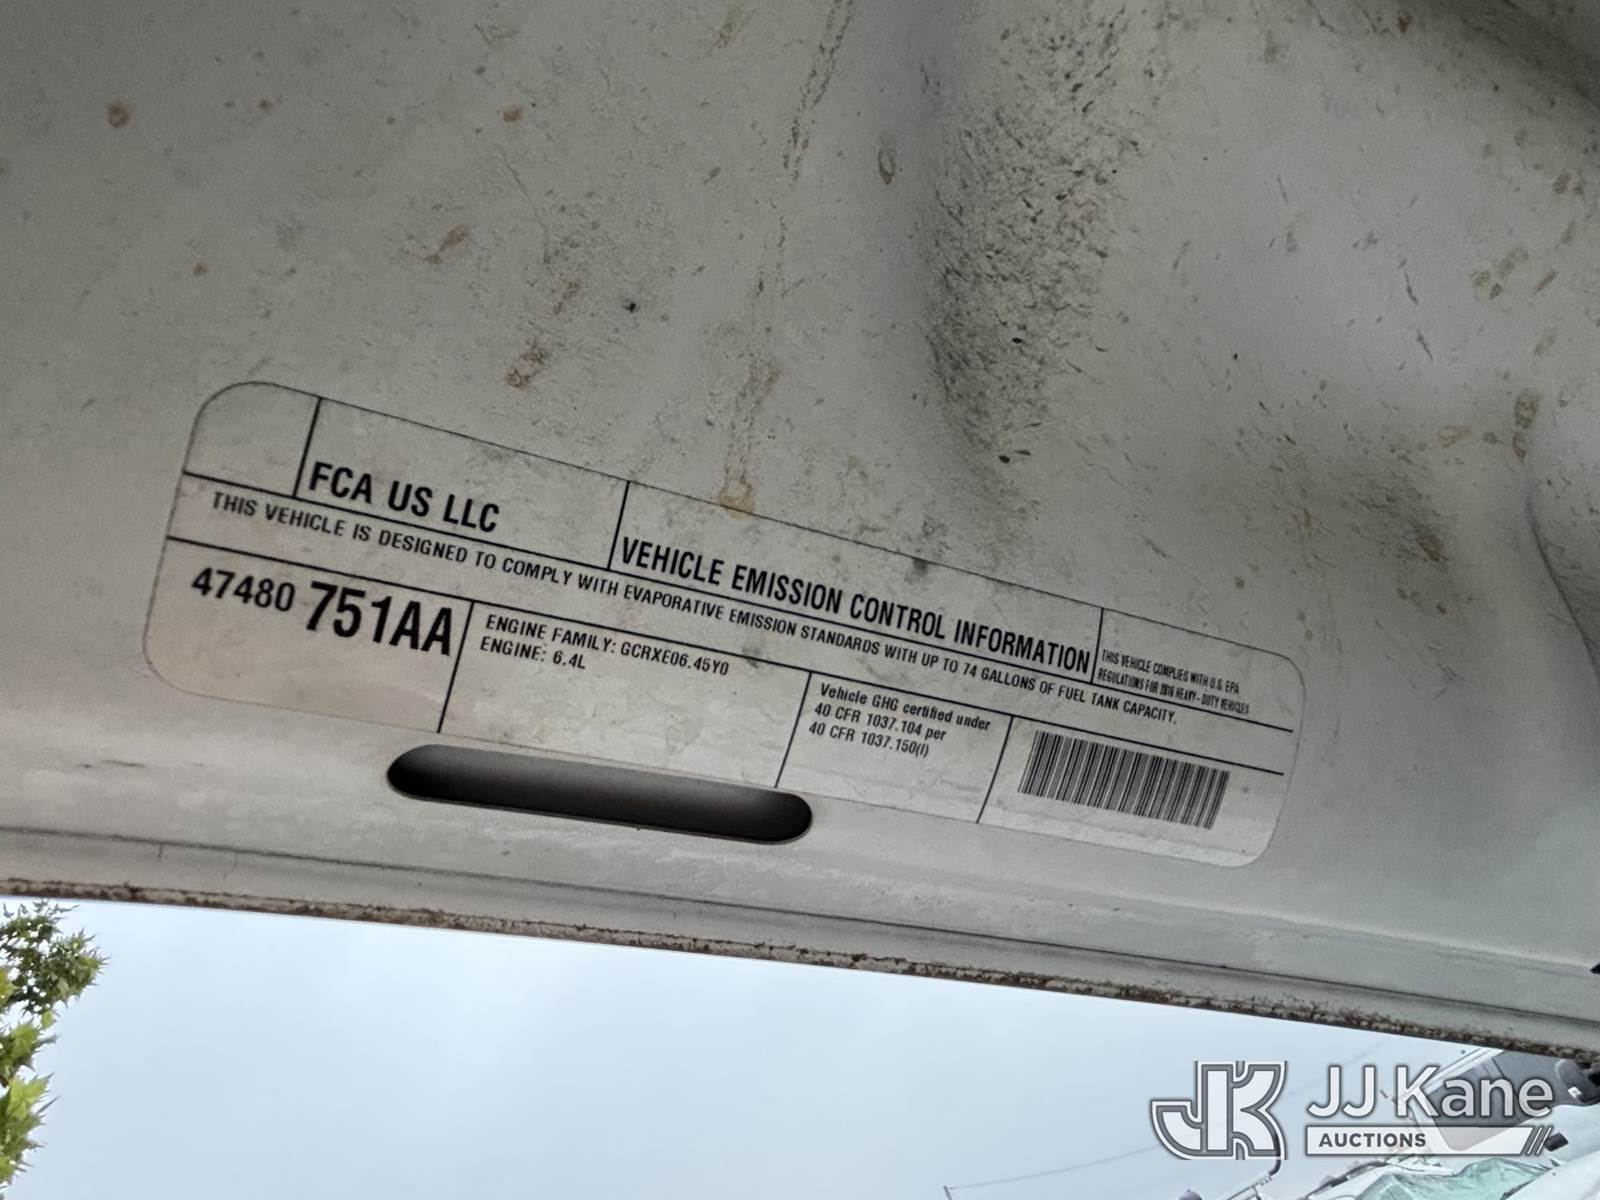 FCA US LLC
VEHICLE EMISSION CONTROL INFORMATION
THIS VEHICLE COMPLIES WITH U.S. EPA
REGULATIONS FOR 2016 HEAVY-DUTY VEHICLES
THIS VEHICLE IS DESIGNED TO COMPLY WITH EVAPORATIVE EMISSION STANDARDS WITH UP TO 74 GALLONS OF FUEL TANK CAPACITY.
47480 751AA
ENGINE FAMILY: GCRXE06.45Y0
ENGINE: 6.4L
Vehicle GHG certified under
40 CFR 1037.104 per
40 CFR 1037.150(l)
JK JJ Kane
AUCTIONS